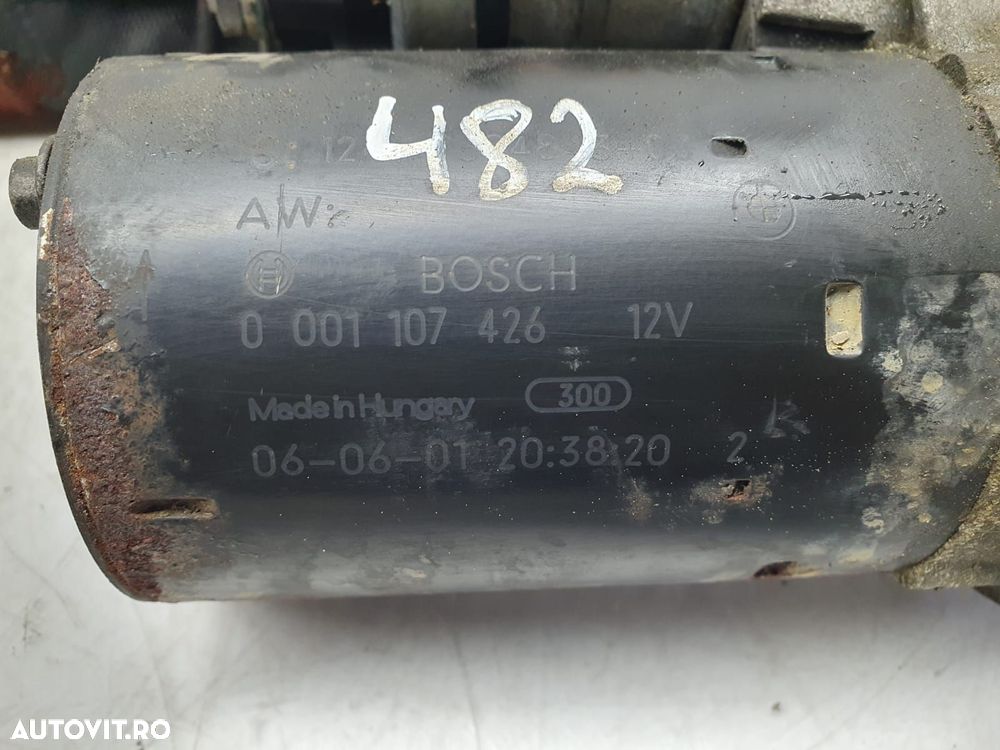 482
A/W:
BOSCH
0 001 107 426 12V
Made in Hungary 300
06-06-01 20:38:20 2
AUTOVIT.RO